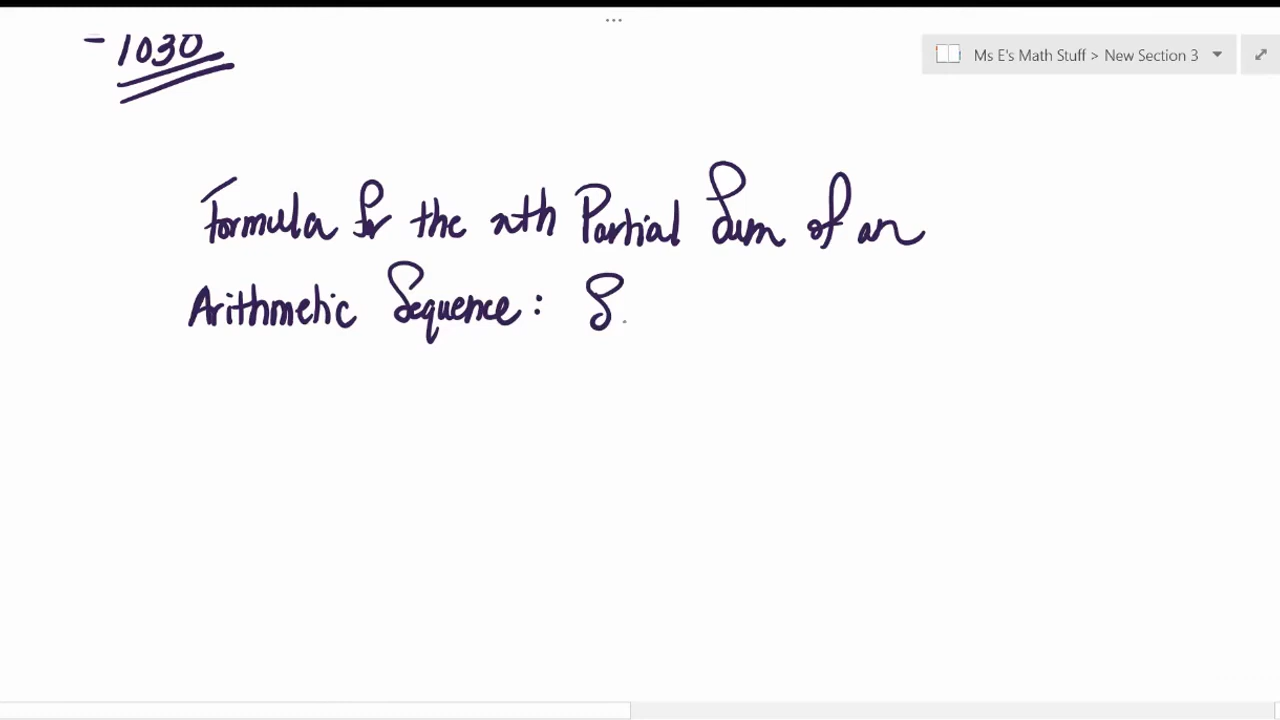 ...
Ms E's Math Stuff > New Section 3
- 1030
Formula for the nth Partial Sum of an
Arithmetic Sequence: S